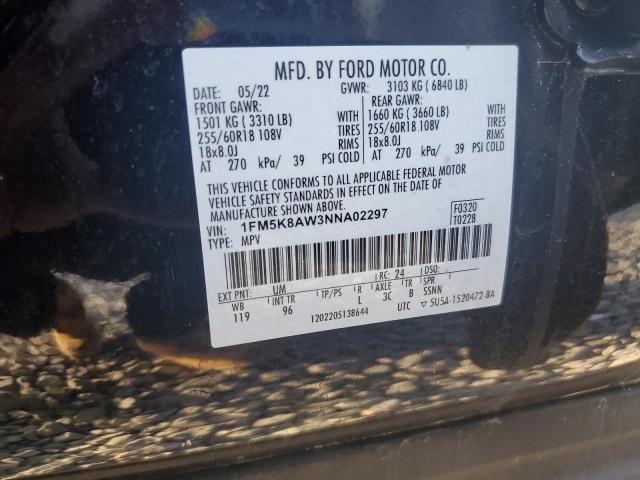 MFD. BY FORD MOTOR CO.
DATE: 05/22 GVWR: 3103 KG ( 6840 LB)
FRONT GAWR: REAR GAWR:
1501 KG ( 3310 LB) WITH 1660 KG ( 3660 LB) WITH
255/60R18 108V TIRES 255/60R18 108V TIRES
18x8.0J RIMS 18x8.0J RIMS
AT 270 kPa/ 39 PSI COLD AT 270 kPa/ 39 PSI COLD
THIS VEHICLE CONFORMS TO ALL APPLICABLE FEDERAL MOTOR
VEHICLE SAFETY STANDARDS IN EFFECT ON THE DATE OF
MANUFACTURE SHOWN ABOVE.
VIN: 1FM5K8AW3NNA02297 F0320
TYPE: MPV T0228
EXT PNT: UM RC: 24 DSO:
WB INT TR TP/PS R AXLE TR SPR
119 96 L 3C B SSNN
1202205138644 UTC ▽ 5U5A-1520472-BA